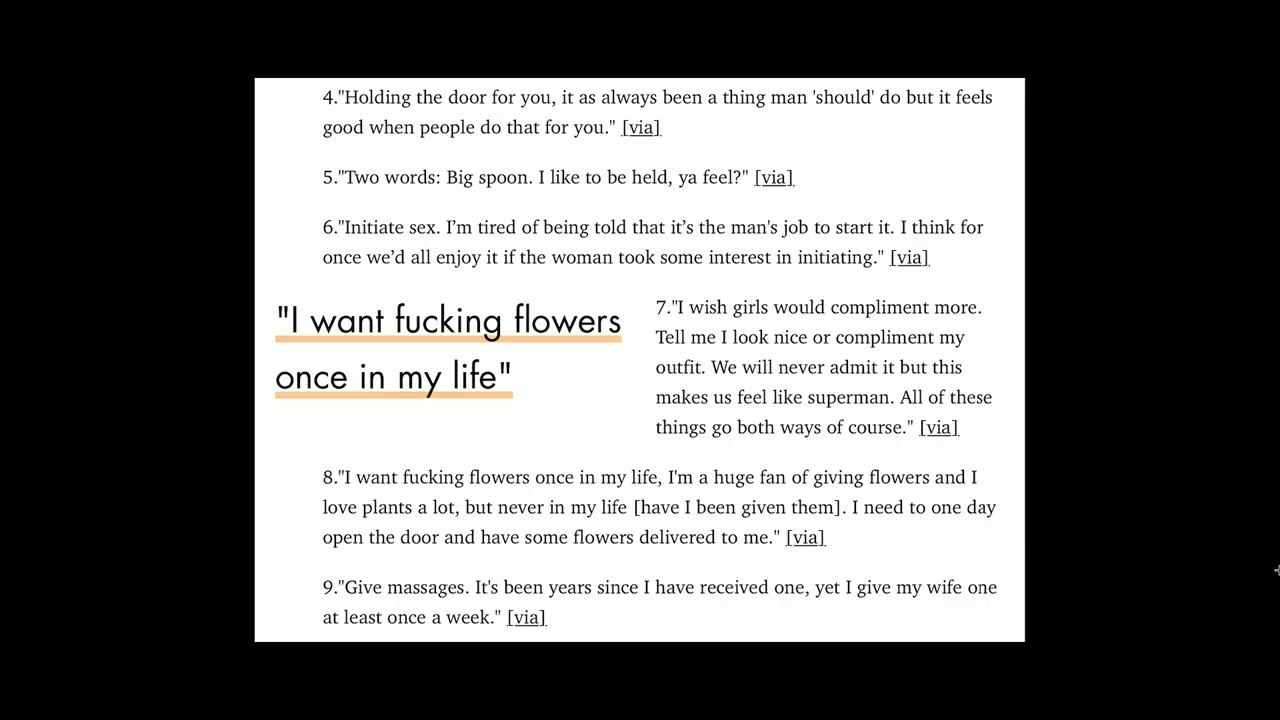 4."Holding the door for you, it as always been a thing man 'should' do but it feels
good when people do that for you." [via]
5."Two words: Big spoon. I like to be held, ya feel?" [via]
6."Initiate sex. I’m tired of being told that it’s the man's job to start it. I think for
once we’d all enjoy it if the woman took some interest in initiating." [via]
"I want fucking flowers
once in my life"
7."I wish girls would compliment more.
Tell me I look nice or compliment my
outfit. We will never admit it but this
makes us feel like superman. All of these
things go both ways of course." [via]
8."I want fucking flowers once in my life, I'm a huge fan of giving flowers and I
love plants a lot, but never in my life [have I been given them]. I need to one day
open the door and have some flowers delivered to me." [via]
9."Give massages. It's been years since I have received one, yet I give my wife one
at least once a week." [via]